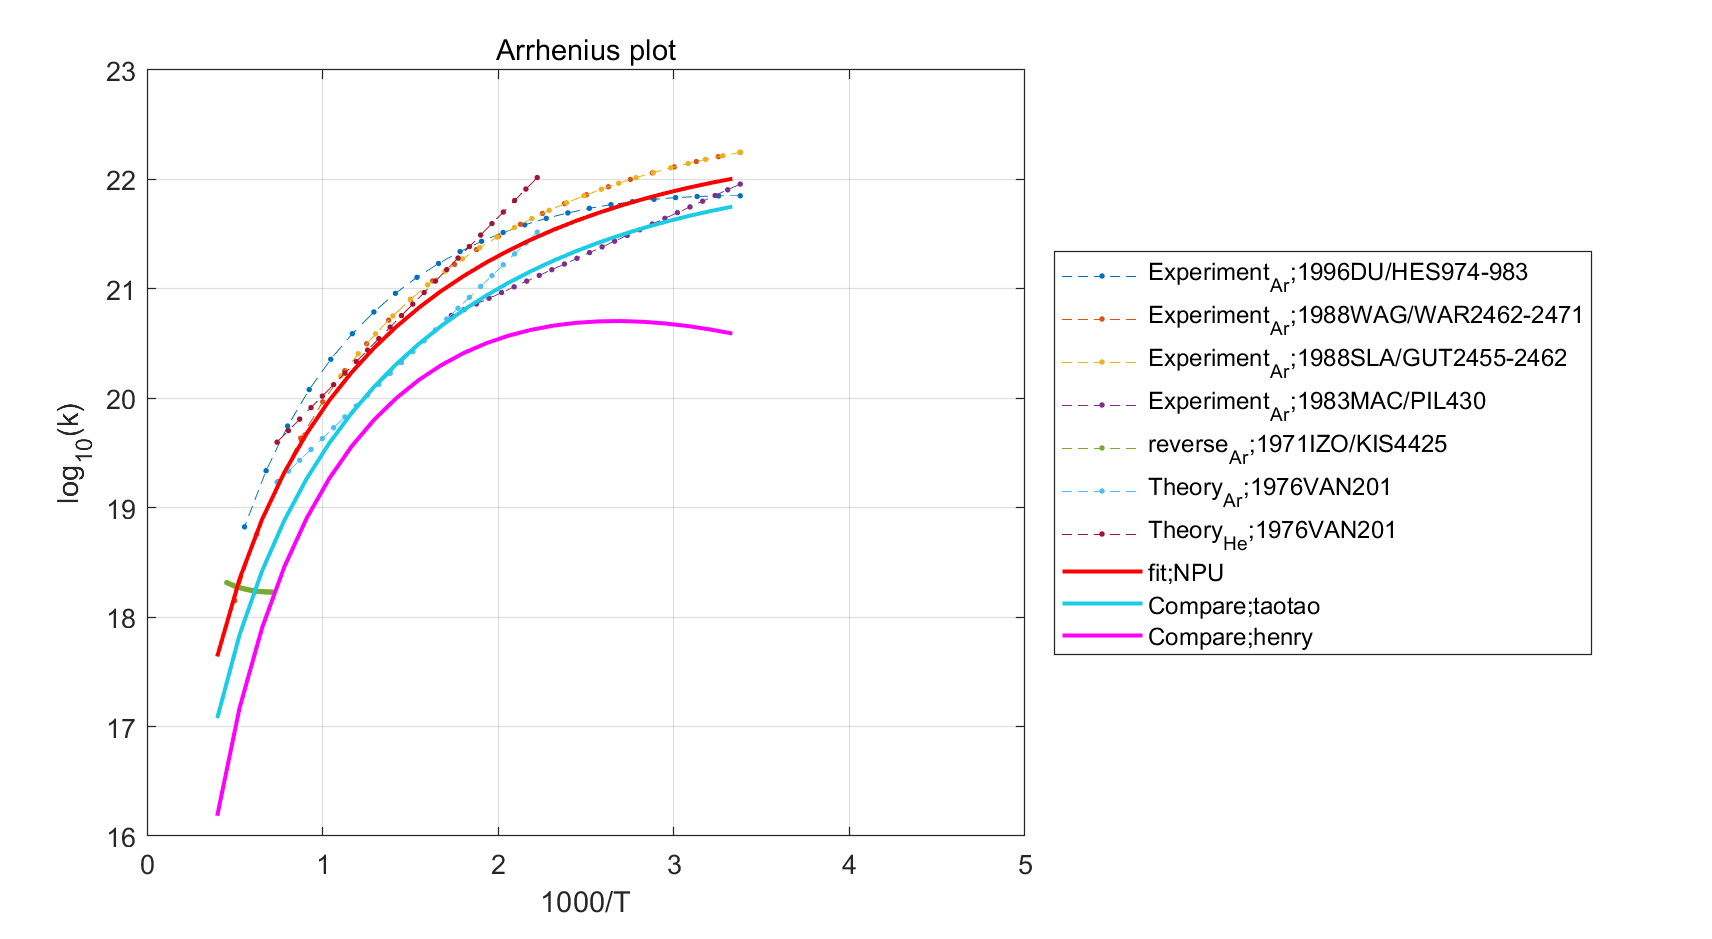 Arrhenius plot
23
22
21
20
19
18
17
16
log10(k)
0 1 2 3 4 5
1000/T
ExperimentAr;1996DU/HES974-983
ExperimentAr;1988WAG/WAR2462-2471
ExperimentAr;1988SLA/GUT2455-2462
ExperimentAr;1983MAC/PIL430
reverseAr;1971IZO/KIS4425
TheoryAr;1976VAN201
TheoryHe;1976VAN201
fit;NPU
Compare;taotao
Compare;henry